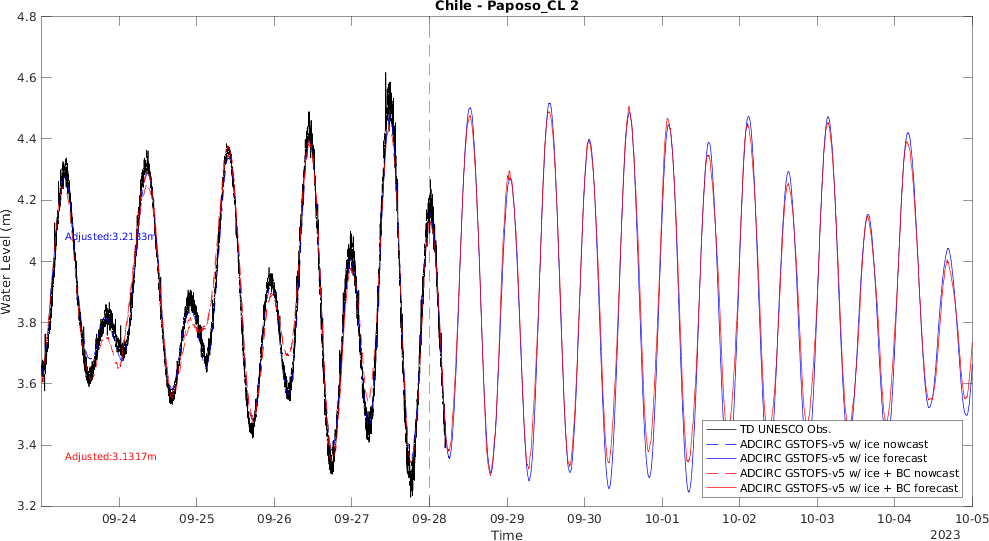 Chile - Paposo_CL 2
4.8
4.6
4.4
4.2
4
3.8
3.6
3.4
3.2
Water Level (m)
Adjusted:3.2133m
Adjusted:3.1317m
TD UNESCO Obs.
ADCIRC GSTOFS-v5 w/ ice nowcast
ADCIRC GSTOFS-v5 w/ ice forecast
ADCIRC GSTOFS-v5 w/ ice + BC nowcast
ADCIRC GSTOFS-v5 w/ ice + BC forecast
09-24 09-25 09-26 09-27 09-28 09-29 09-30 10-01 10-02 10-03 10-04 10-05
Time
2023